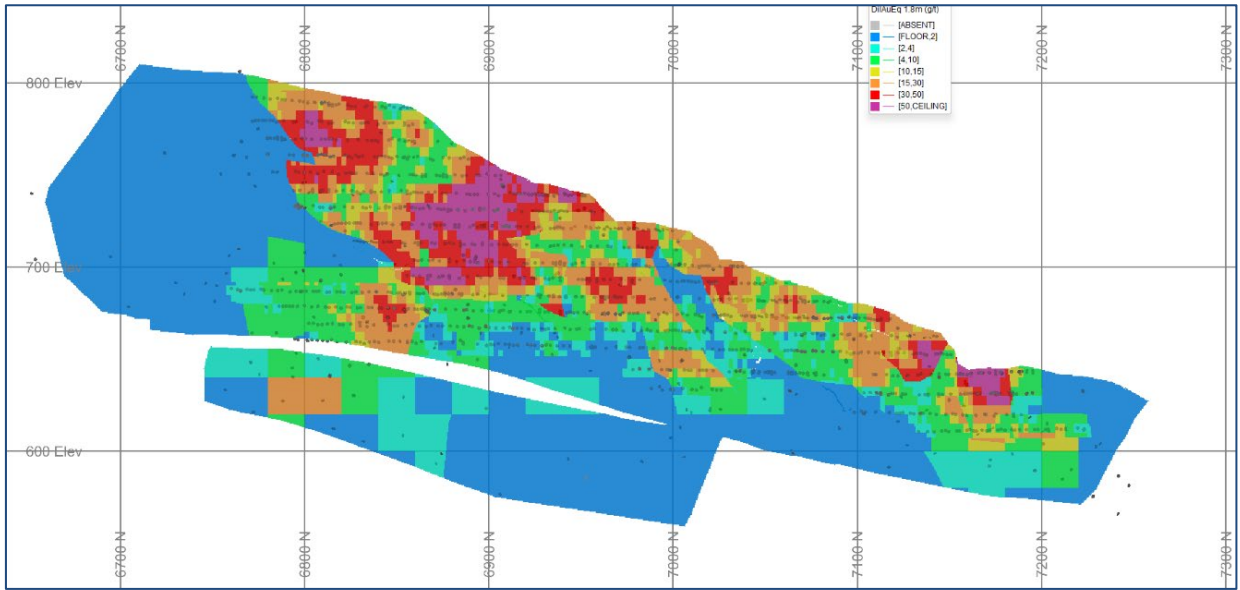 6700 N
6800 N
6900 N
7000 N
7100 N
7200 N
7300 N
DilAuEq 1.8m (g/t)
[ABSENT]
[FLOOR,2]
[2,4]
[4,10]
[10,15]
[15,30]
[30,50]
[50,CEILING]
800 Elev
700 Elev
600 Elev
6700 N
6800 N
6900 N
7000 N
7100 N
7200 N
7300 N